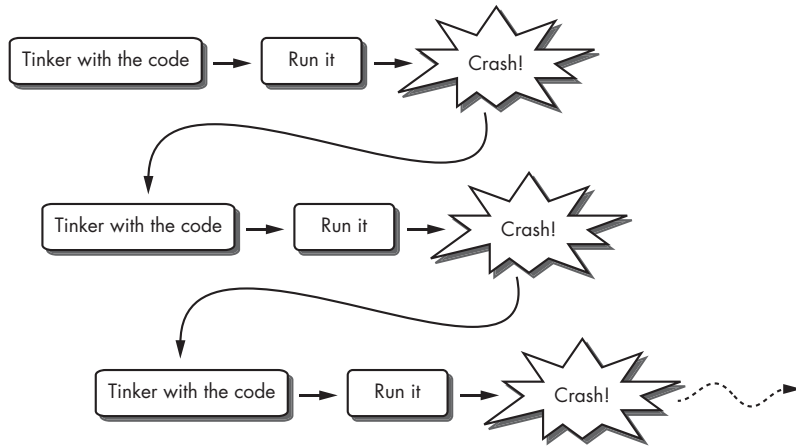 Tinker with the code
Run it
Crash!
Tinker with the code
Run it
Crash!
Tinker with the code
Run it
Crash!